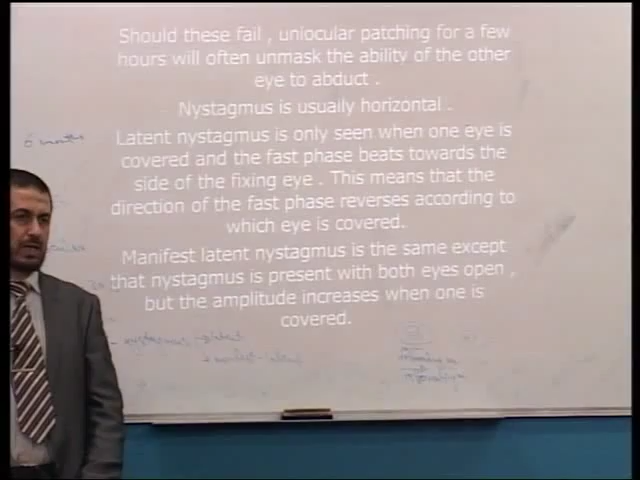 Should these fail , uniocular patching for a few
hours will often unmask the ability of the other
eye to abduct .
Nystagmus is usually horizontal .
Latent nystagmus is only seen when one eye is
covered and the fast phase beats towards the
side of the fixing eye . This means that the
direction of the fast phase reverses according to
which eye is covered.
Manifest latent nystagmus is the same except
that nystagmus is present with both eyes open ,
but the amplitude increases when one is
covered.
6 months